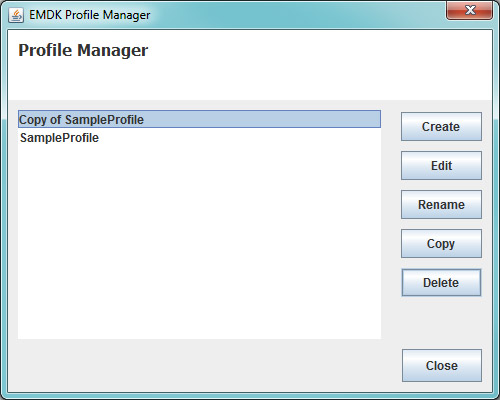 EMDK Profile Manager
Profile Manager
Copy of SampleProfile
SampleProfile
Create
Edit
Rename
Copy
Delete
Close